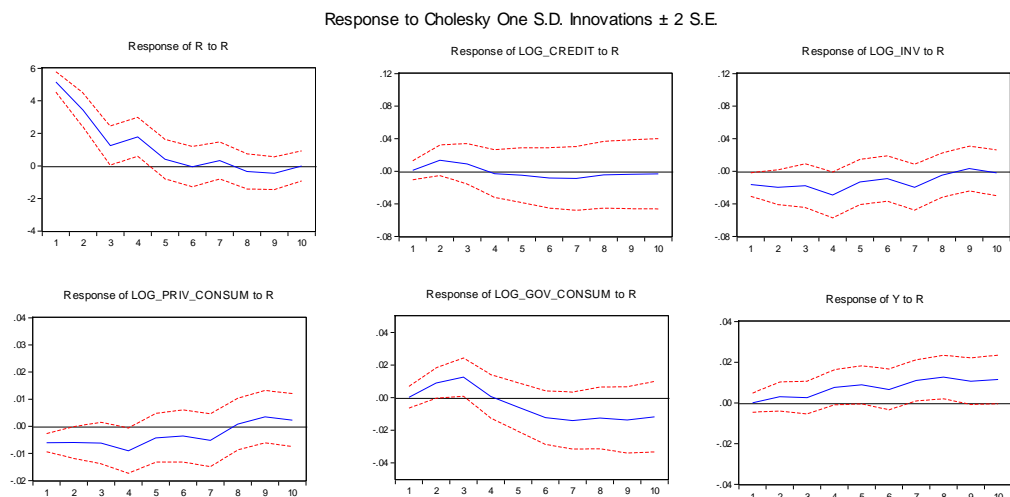 Response to Cholesky One S.D. Innovations ± 2 S.E.
Response of R to R
6
4
2
0
-2
-4
1 2 3 4 5 6 7 8 9 10
Response of LOG_CREDIT to R
.12
.08
.04
.00
-.04
-.08
1 2 3 4 5 6 7 8 9 10
Response of LOG_INV to R
.12
.08
.04
.00
-.04
-.08
1 2 3 4 5 6 7 8 9 10
Response of LOG_PRIV_CONSUM to R
.04
.03
.02
.01
.00
-.01
-.02
1 2 3 4 5 6 7 8 9 10
Response of LOG_GOV_CONSUM to R
.04
.02
.00
-.02
-.04
1 2 3 4 5 6 7 8 9 10
Response of Y to R
.04
.02
.00
-.02
-.04
1 2 3 4 5 6 7 8 9 10